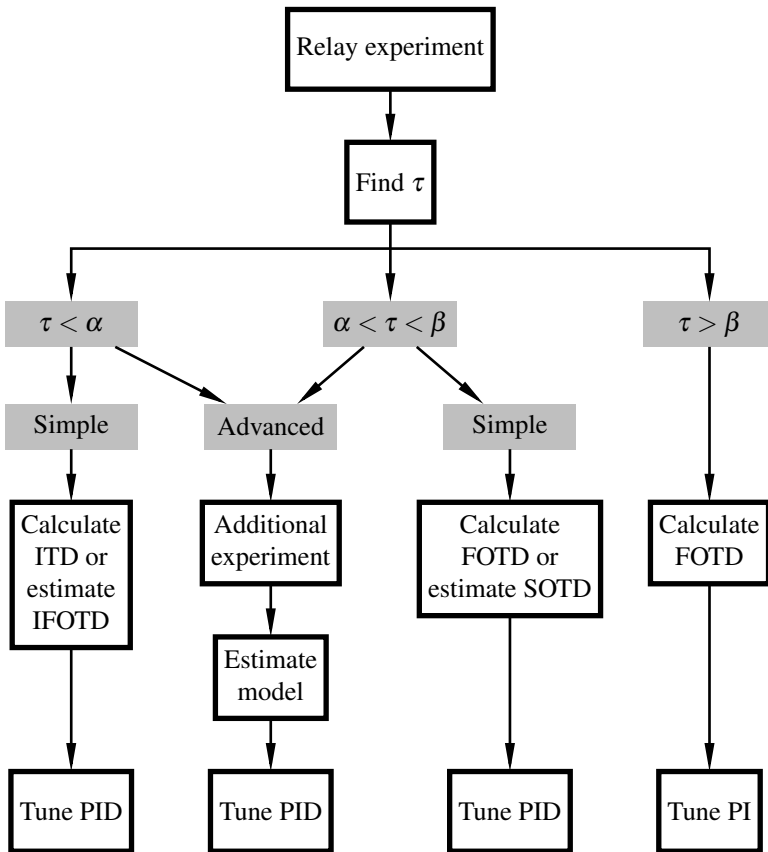 Relay experiment
Find τ
τ < α
α < τ < β
τ > β
Simple
Advanced
Simple
Calculate
ITD or
estimate
IFOTD
Additional
experiment
Calculate
FOTD or
estimate SOTD
Calculate
FOTD
Estimate
model
Tune PID
Tune PID
Tune PID
Tune PI